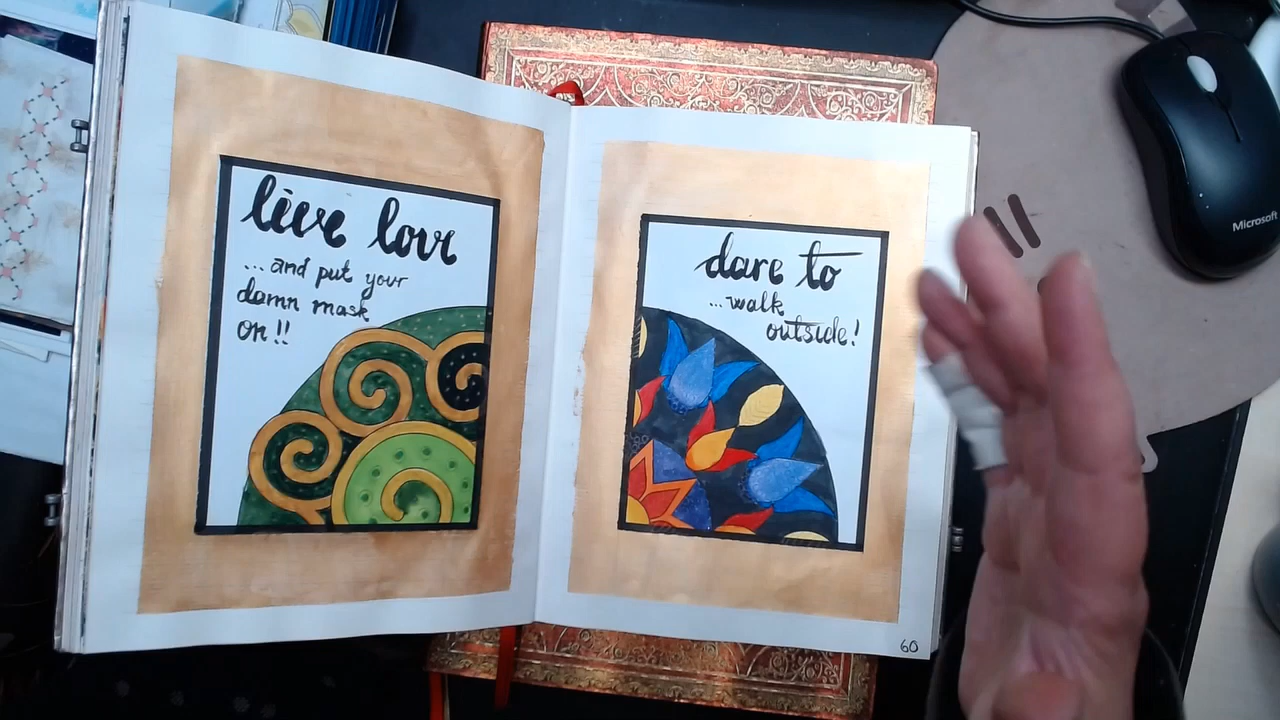 live love
...and put your
damn mask
on!!
dare to
...walk
outside!
60
Microsoft